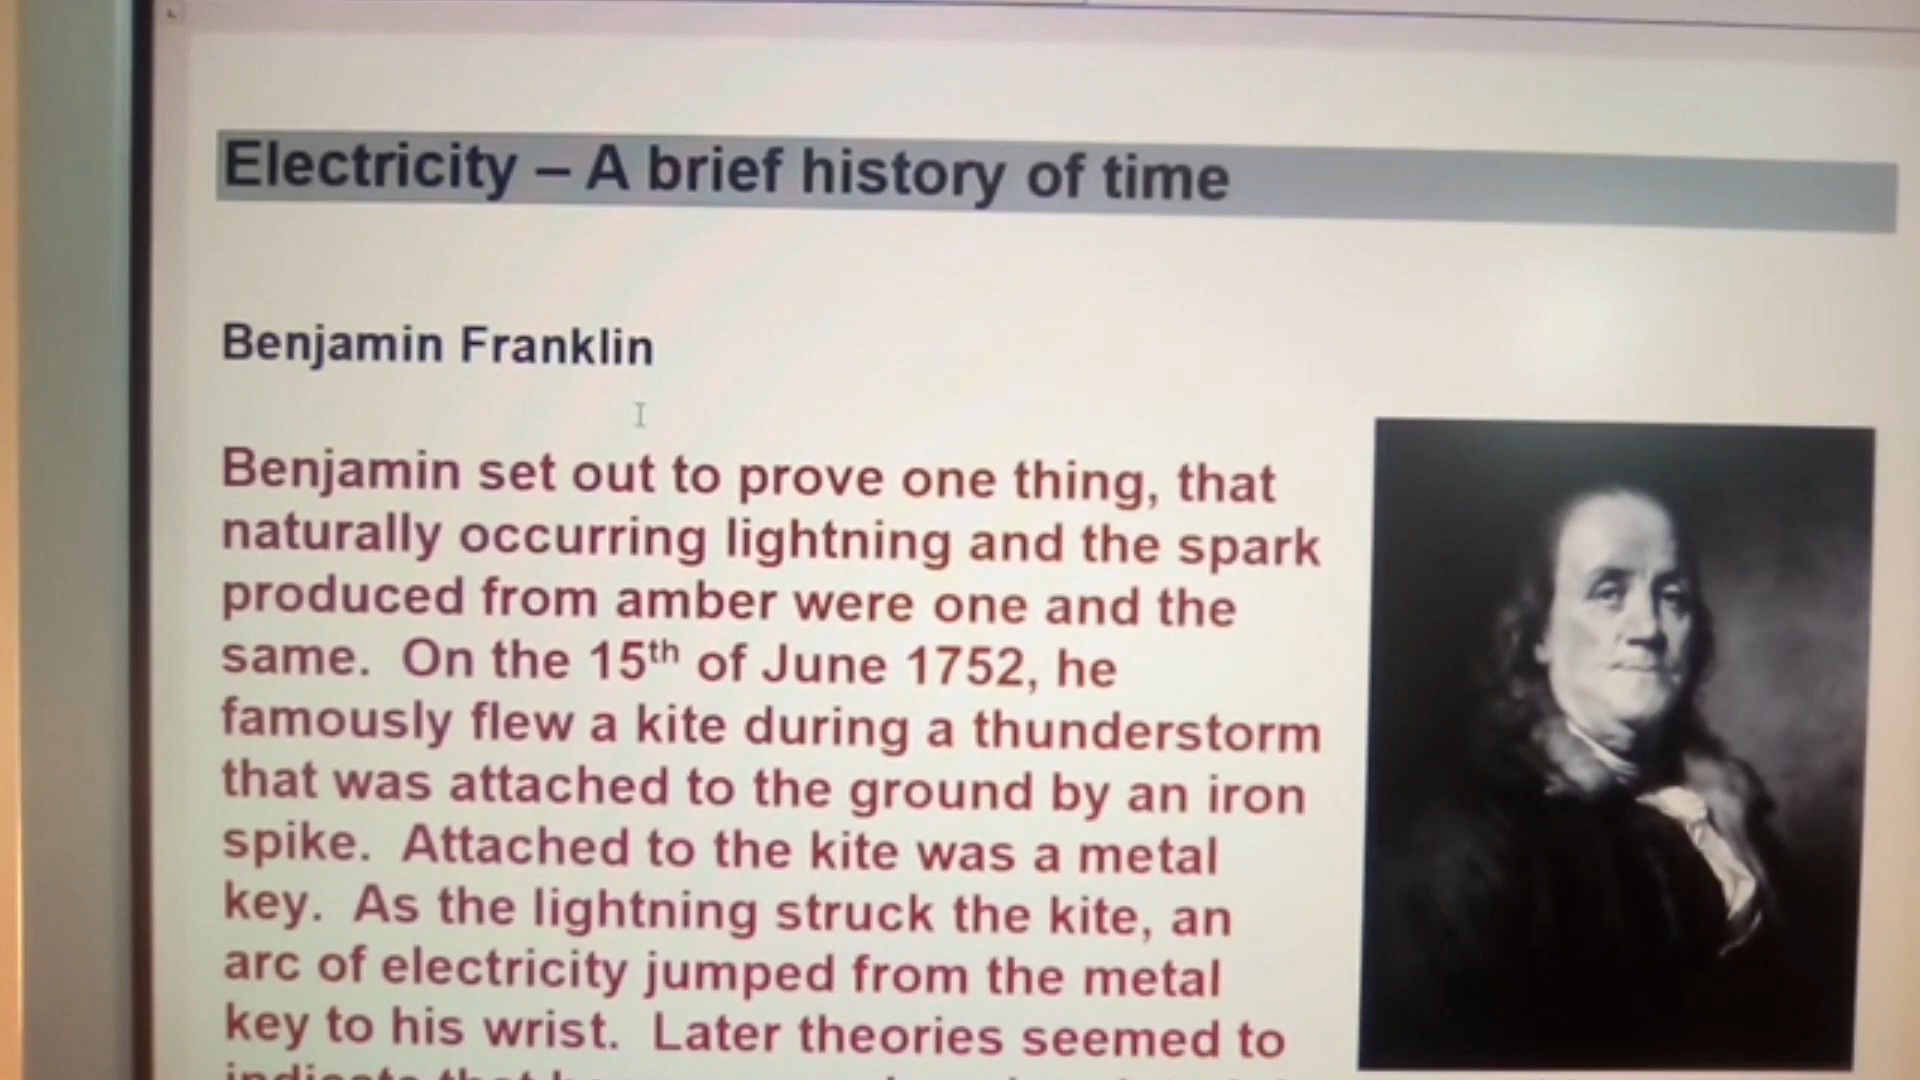 Electricity – A brief history of time
Benjamin Franklin
Benjamin set out to prove one thing, that
naturally occurring lightning and the spark
produced from amber were one and the
same. On the 15th of June 1752, he
famously flew a kite during a thunderstorm
that was attached to the ground by an iron
spike. Attached to the kite was a metal
key. As the lightning struck the kite, an
arc of electricity jumped from the metal
key to his wrist. Later theories seemed to
indicate that